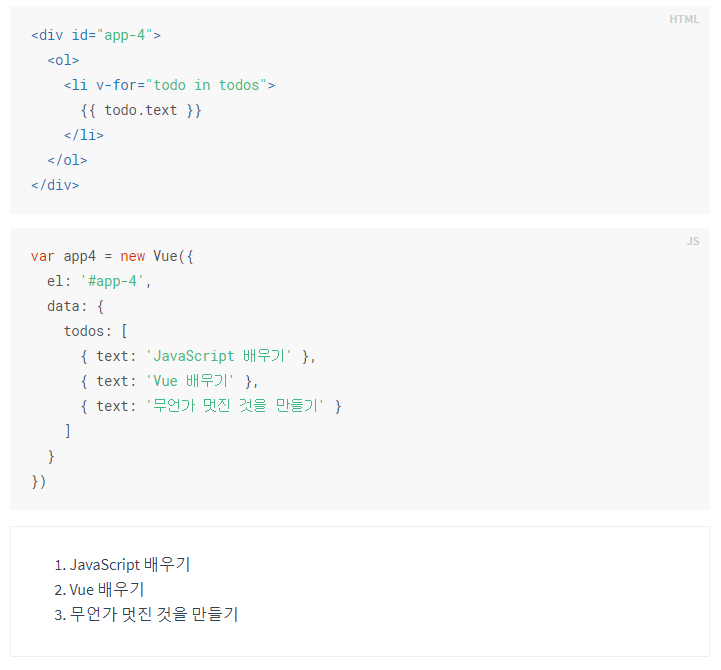 HTML
<div id="app-4">
  <ol>
    <li v-for="todo in todos">
      {{ todo.text }}
    </li>
  </ol>
</div>
JS
var app4 = new Vue({
  el: '#app-4',
  data: {
    todos: [
      { text: 'JavaScript 배우기' },
      { text: 'Vue 배우기' },
      { text: '무언가 멋진 것을 만들기' }
    ]
  }
})
1. JavaScript 배우기
2. Vue 배우기
3. 무언가 멋진 것을 만들기